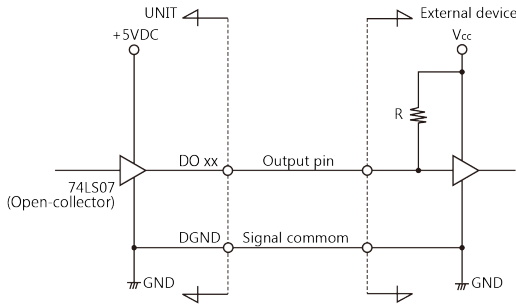 UNIT
External device
+5VDC
Vcc
R
DO xx
Output pin
74LS07
(Open-collector)
DGND
Signal commom
GND
GND